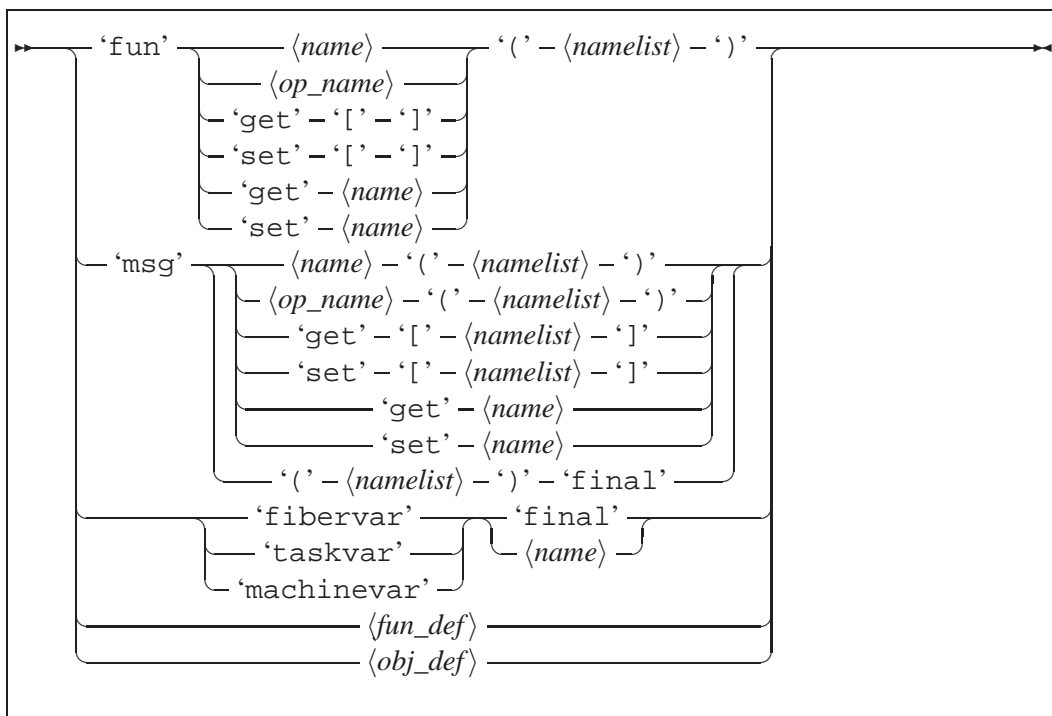 ‘fun’ ⟨name⟩ ‘(’ – ⟨namelist⟩ – ‘)’
⟨op_name⟩
‘get’ – ‘[’ – ‘]’
‘set’ – ‘[’ – ‘]’
‘get’ – ⟨name⟩
‘set’ – ⟨name⟩
‘msg’ ⟨name⟩ – ‘(’ – ⟨namelist⟩ – ‘)’
⟨op_name⟩ – ‘(’ – ⟨namelist⟩ – ‘)’
‘get’ – ‘[’ – ⟨namelist⟩ – ‘]’
‘set’ – ‘[’ – ⟨namelist⟩ – ‘]’
‘get’ – ⟨name⟩
‘set’ – ⟨name⟩
‘(’ – ⟨namelist⟩ – ‘)’ – ‘final’
‘fibervar’ ‘final’
‘taskvar’ ⟨name⟩
‘machinevar’
⟨fun_def⟩
⟨obj_def⟩